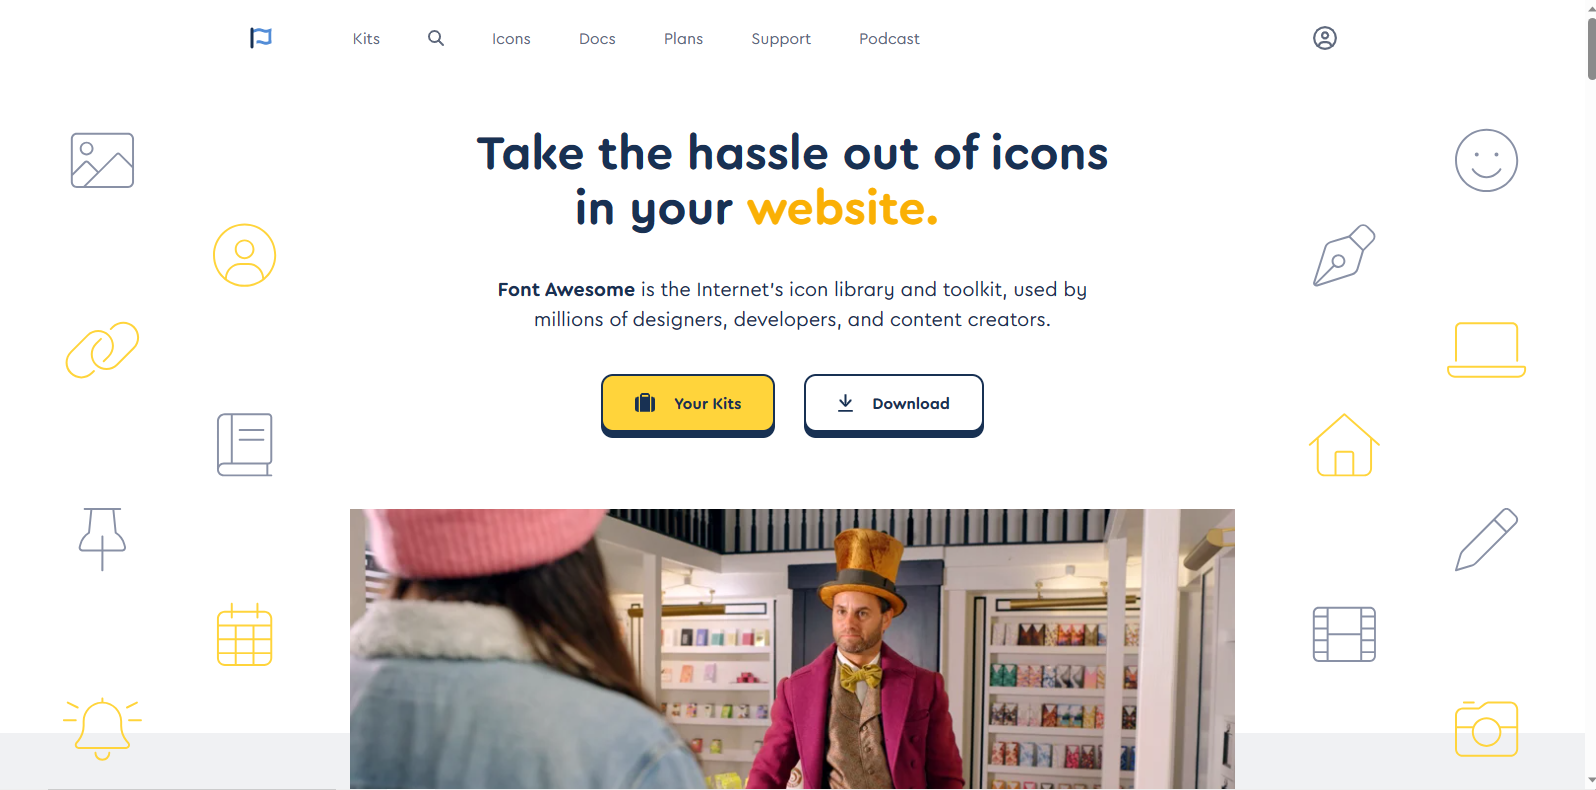 Kits
Icons
Docs
Plans
Support
Podcast
Take the hassle out of icons
in your website.
Font Awesome is the Internet's icon library and toolkit, used by
millions of designers, developers, and content creators.
Your Kits
Download